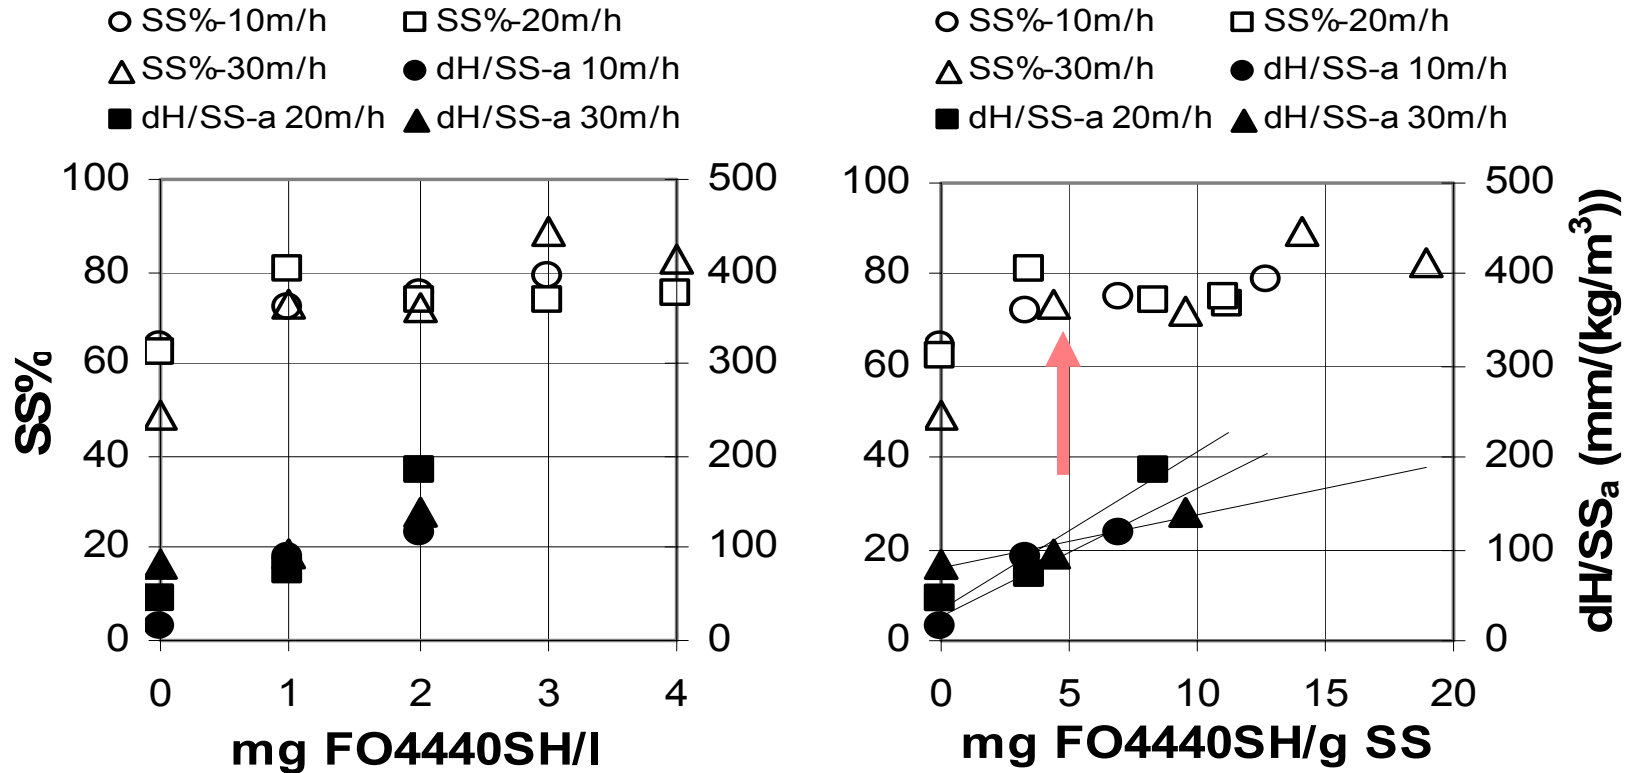 SS%-10m/h SS%-20m/h
SS%-30m/h dH/SS-a 10m/h
dH/SS-a 20m/h dH/SS-a 30m/h
100
80
60
40
20
0
SS%
500
400
300
200
100
0
0 1 2 3 4
mg FO4440SH/l
SS%-10m/h SS%-20m/h
SS%-30m/h dH/SS-a 10m/h
dH/SS-a 20m/h dH/SS-a 30m/h
100
80
60
40
20
0
500
400
300
200
100
0
dH/SSa (mm/(kg/m3))
0 5 10 15 20
mg FO4440SH/g SS